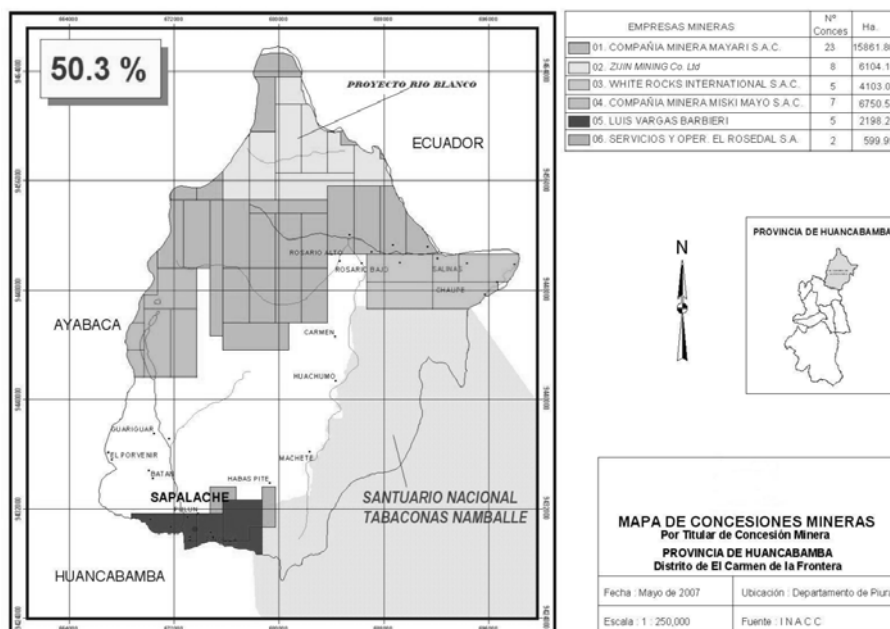 50.3 %
PROYECTO RIO BLANCO
ECUADOR
ROSARIO ALTO
ROSARIO BAJO
SALINAS
CHAUPE
AYABACA
CARMEN
HUACHUMO
GUARIGUAR
EL PORVENIR
BATAN
MACHETE
HABAS PITE
SAPALACHE
PULUN
SANTUARIO NACIONAL
TABACONAS NAMBALLE
HUANCABAMBA
EMPRESAS MINERAS Nº Conces Ha.
01. COMPAÑIA MINERA MAYARI S.A.C. 23
02. ZIJIN MINING Co. Ltd 8 6104.1
03. WHITE ROCKS INTERNATIONAL S.A.C. 5 4103.0
04. COMPAÑIA MINERA MISKI MAYO S.A.C. 7 6750.5
05. LUIS VARGAS BARBIERI 5 2198.2
06. SERVICIOS Y OPER. EL ROSEDAL S.A. 2 599.9
N
PROVINCIA DE HUANCABAMBA
MAPA DE CONCESIONES MINERAS
Por Titular de Concesión Minera
PROVINCIA DE HUANCABAMBA
Distrito de El Carmen de la Frontera
Fecha : Mayo de 2007 Ubicación : Departamento de Piura
Escala : 1 : 250,000 Fuente : I N A C C